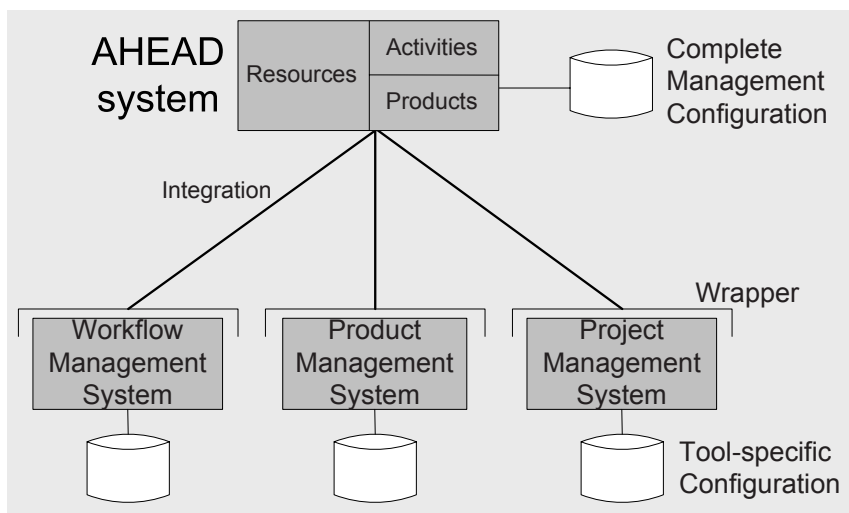 AHEAD
system
Resources
Activities
Products
Complete
Management
Configuration
Integration
Wrapper
Workflow
Management
System
Product
Management
System
Project
Management
System
Tool-specific
Configuration